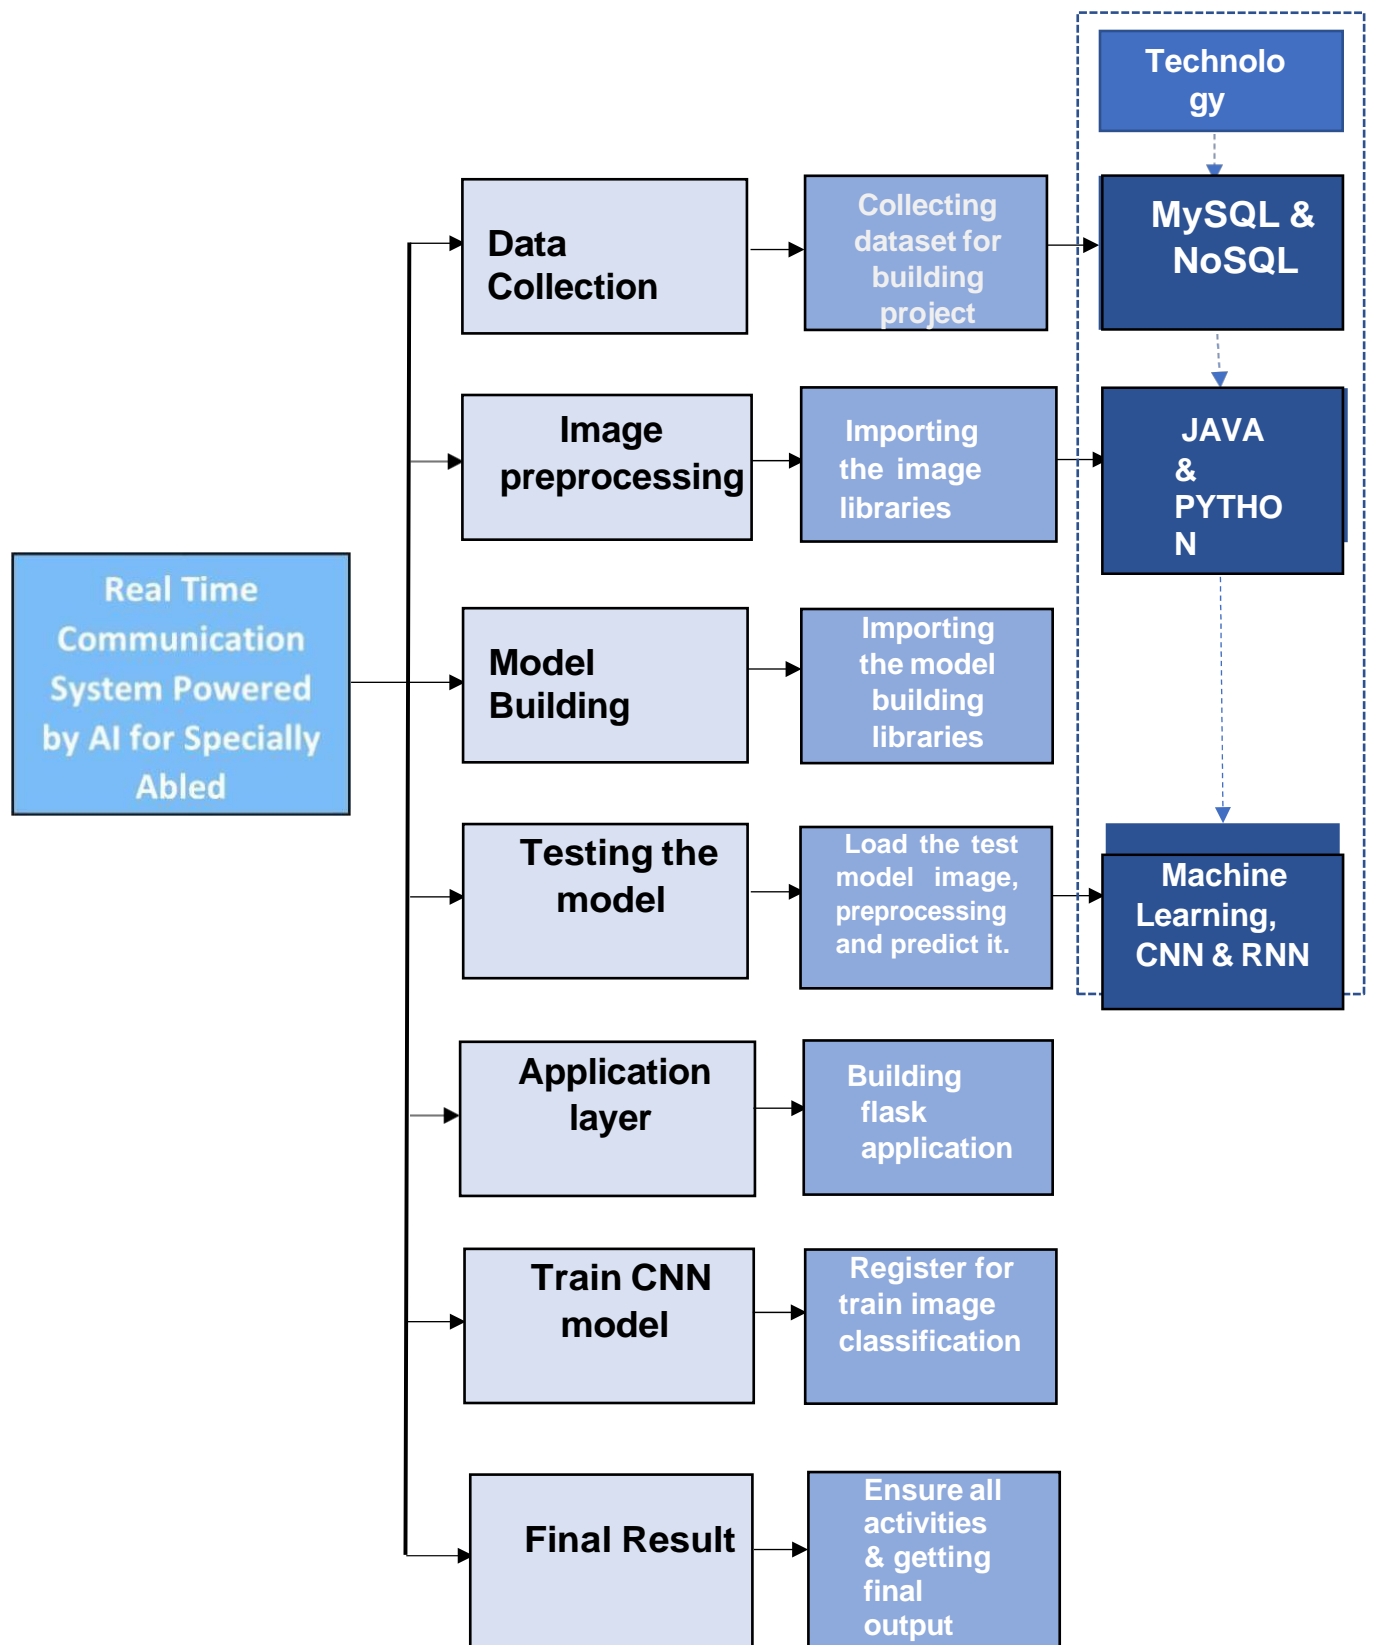 Technolo
gy
Data
Collection
Collecting
dataset for
building
project
MySQL &
NoSQL
Image
preprocessing
Importing
the image
libraries
JAVA
&
PYTHO
N
Real Time
Communication
System Powered
by AI for Specially
Abled
Model
Building
Importing
the model
building
libraries
Testing the
model
Load the test
model image,
preprocessing
and predict it.
Machine
Learning,
CNN & RNN
Application
layer
Building
flask
application
Train CNN
model
Register for
train image
classification
Final Result
Ensure all
activities
& getting
final
output